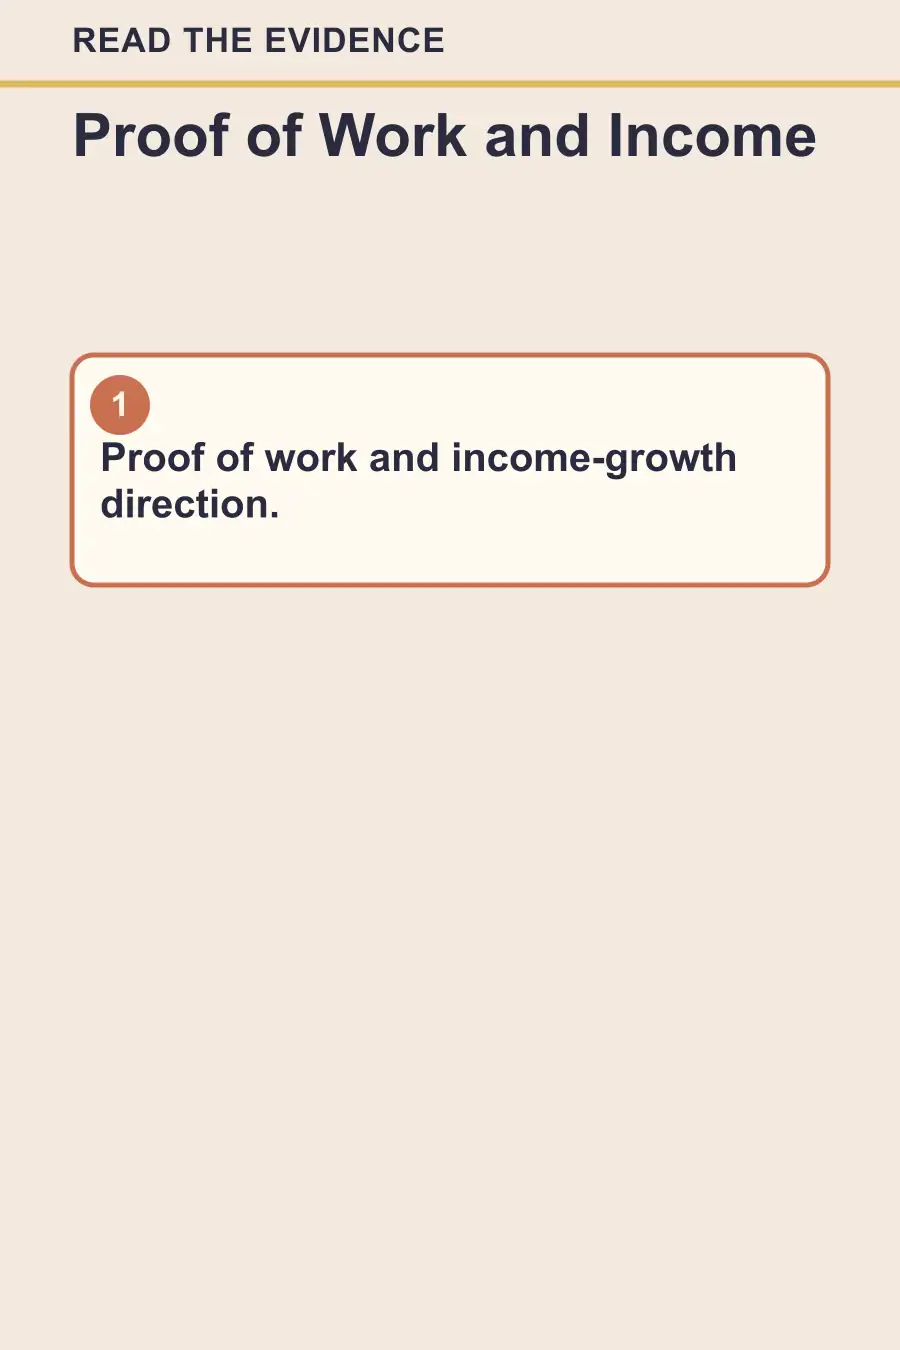 READ THE EVIDENCE
Proof of Work and Income
1
Proof of work and income-growth
direction.